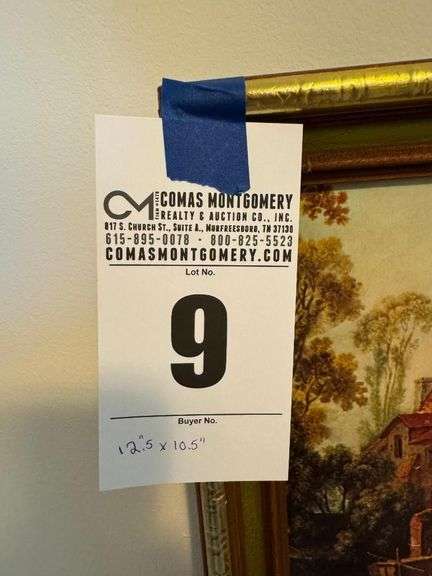 CM
COMAS MONTGOMERY
REALTY & AUCTION CO., INC.
817 S. CHURCH ST., SUITE A., MURFREESBORO, TN 37130
615-895-0078 · 800-825-5523
COMASMONTGOMERY.COM
Lot No.
9
Buyer No.
12".5 x 10.5"